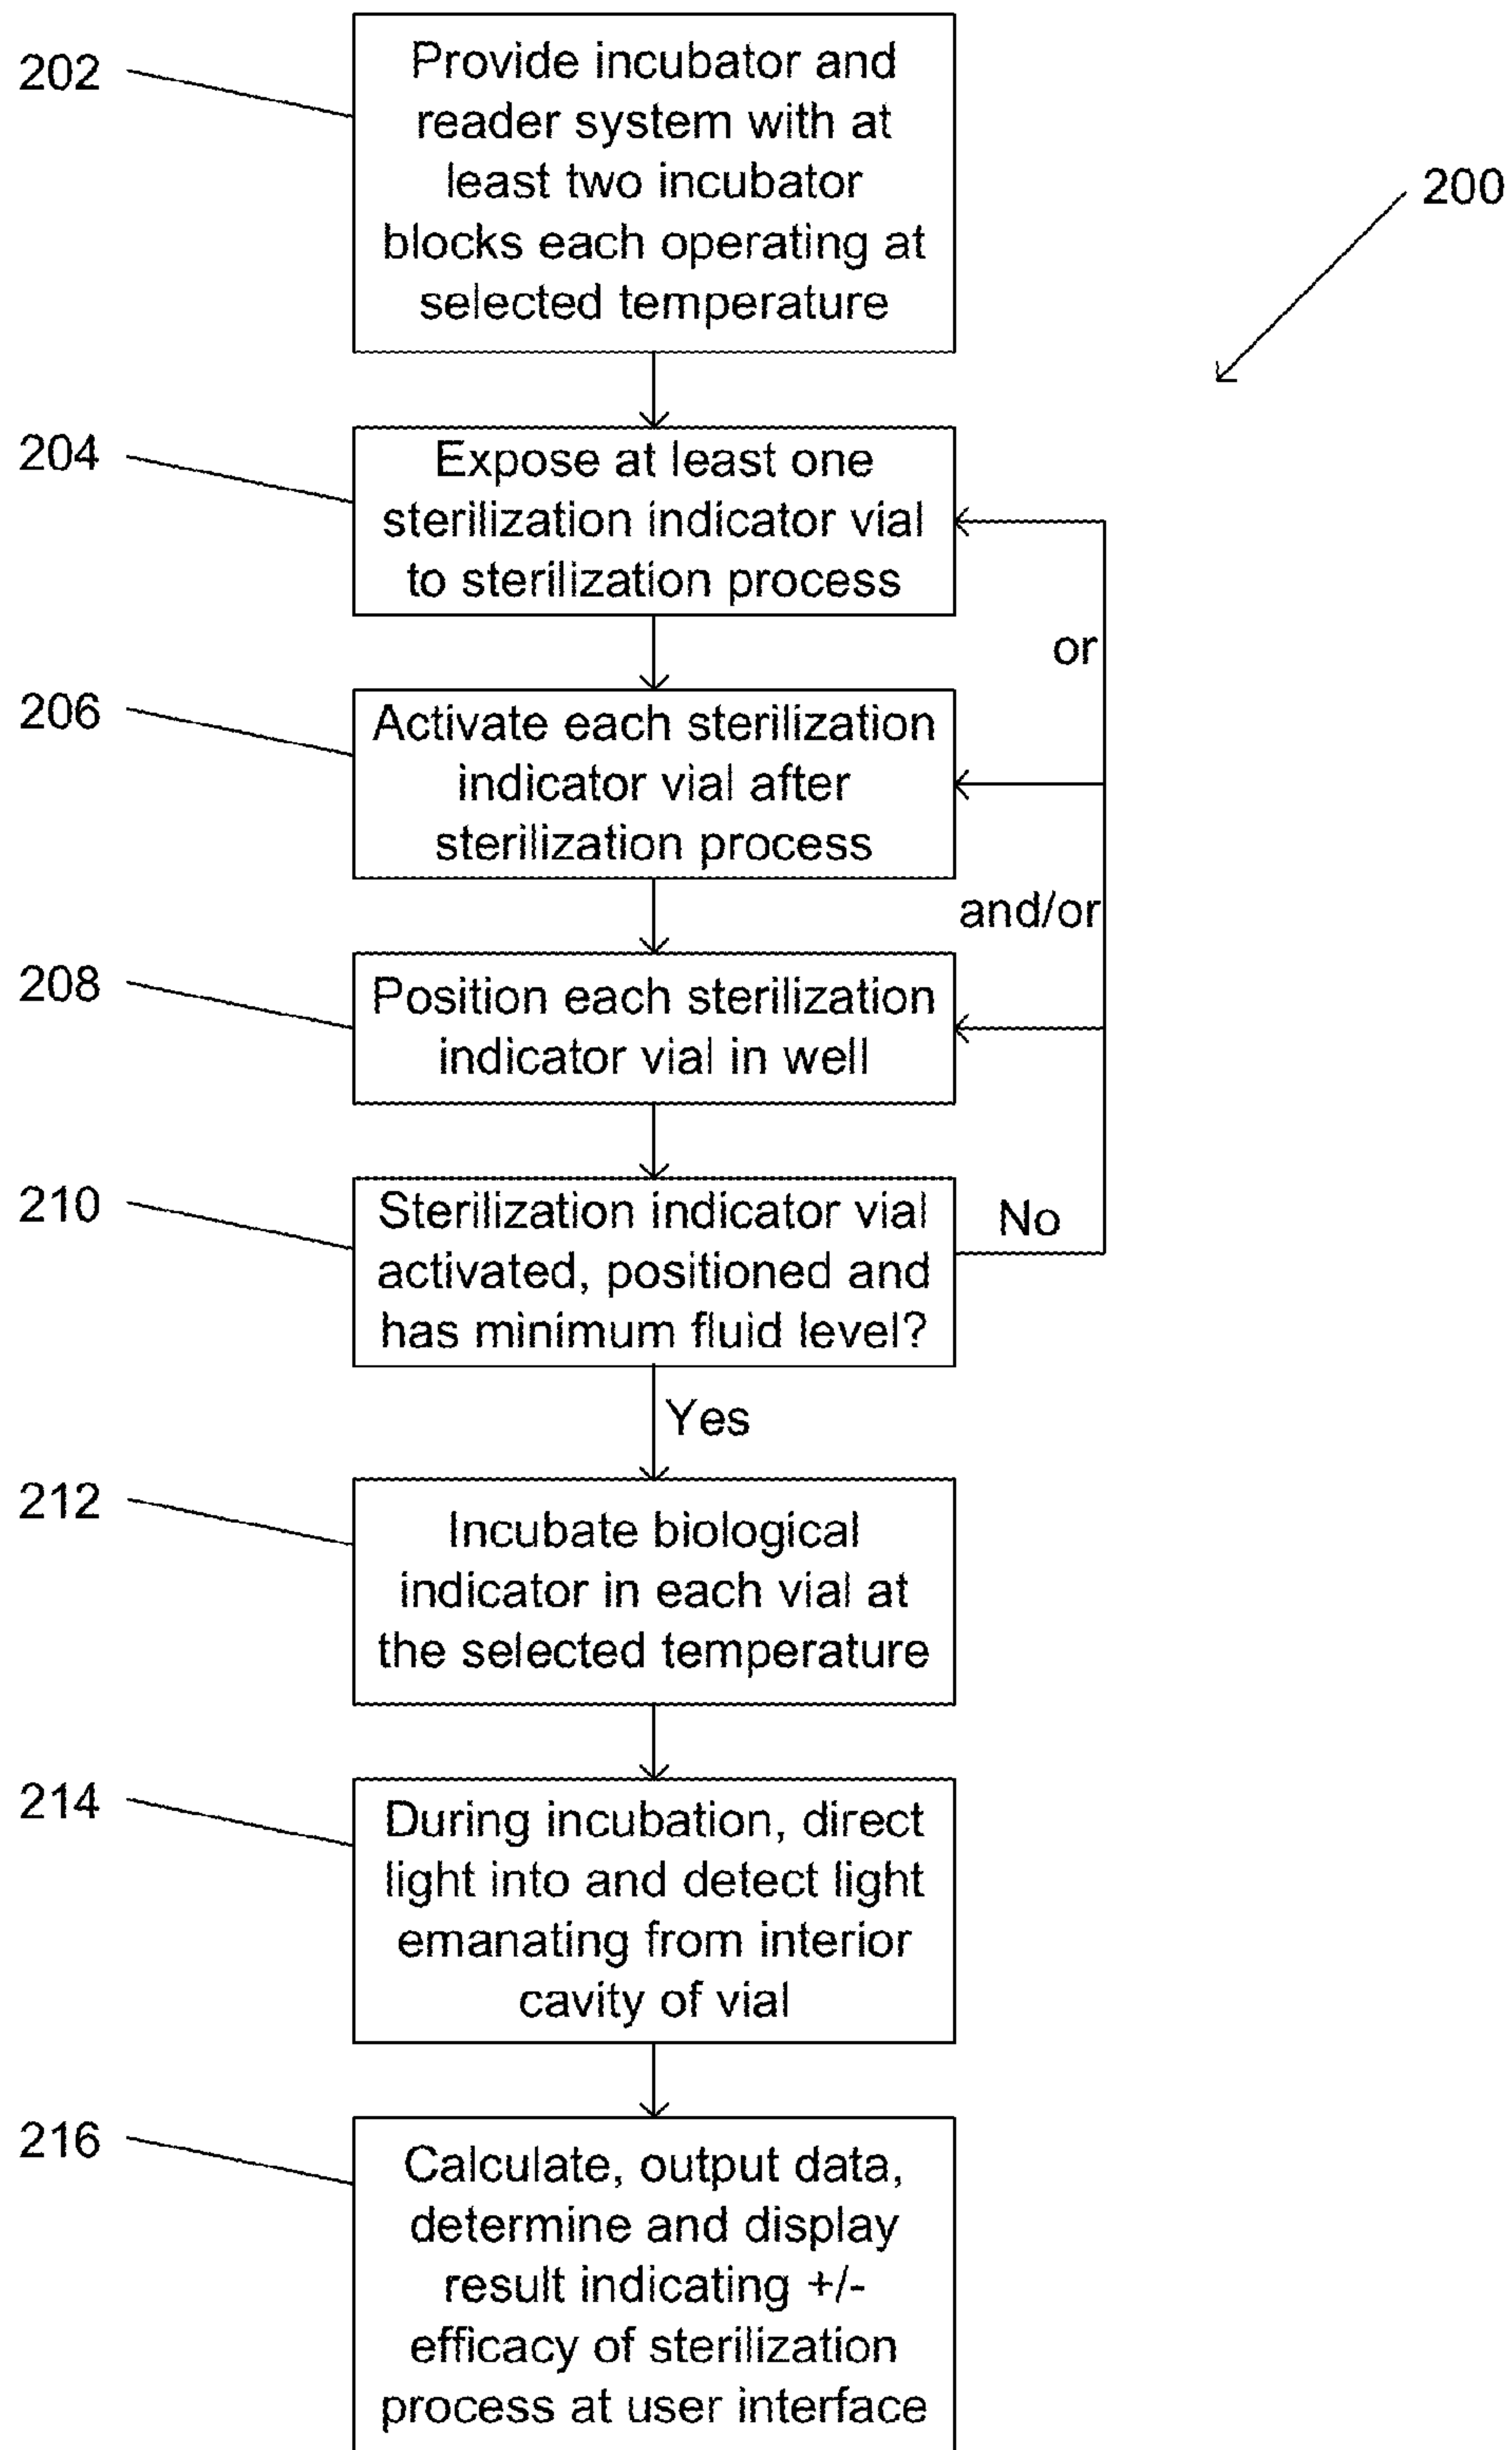 202
Provide incubator and
reader system with at
least two incubator
blocks each operating at
selected temperature
200
204
Expose at least one
sterilization indicator vial
to sterilization process
or
206
Activate each sterilization
indicator vial after
sterilization process
and/or
208
Position each sterilization
indicator vial in well
210
Sterilization indicator vial
activated, positioned and
has minimum fluid level?
No
Yes
212
Incubate biological
indicator in each vial at
the selected temperature
214
During incubation, direct
light into and detect light
emanating from interior
cavity of vial
216
Calculate, output data,
determine and display
result indicating +/-
efficacy of sterilization
process at user interface